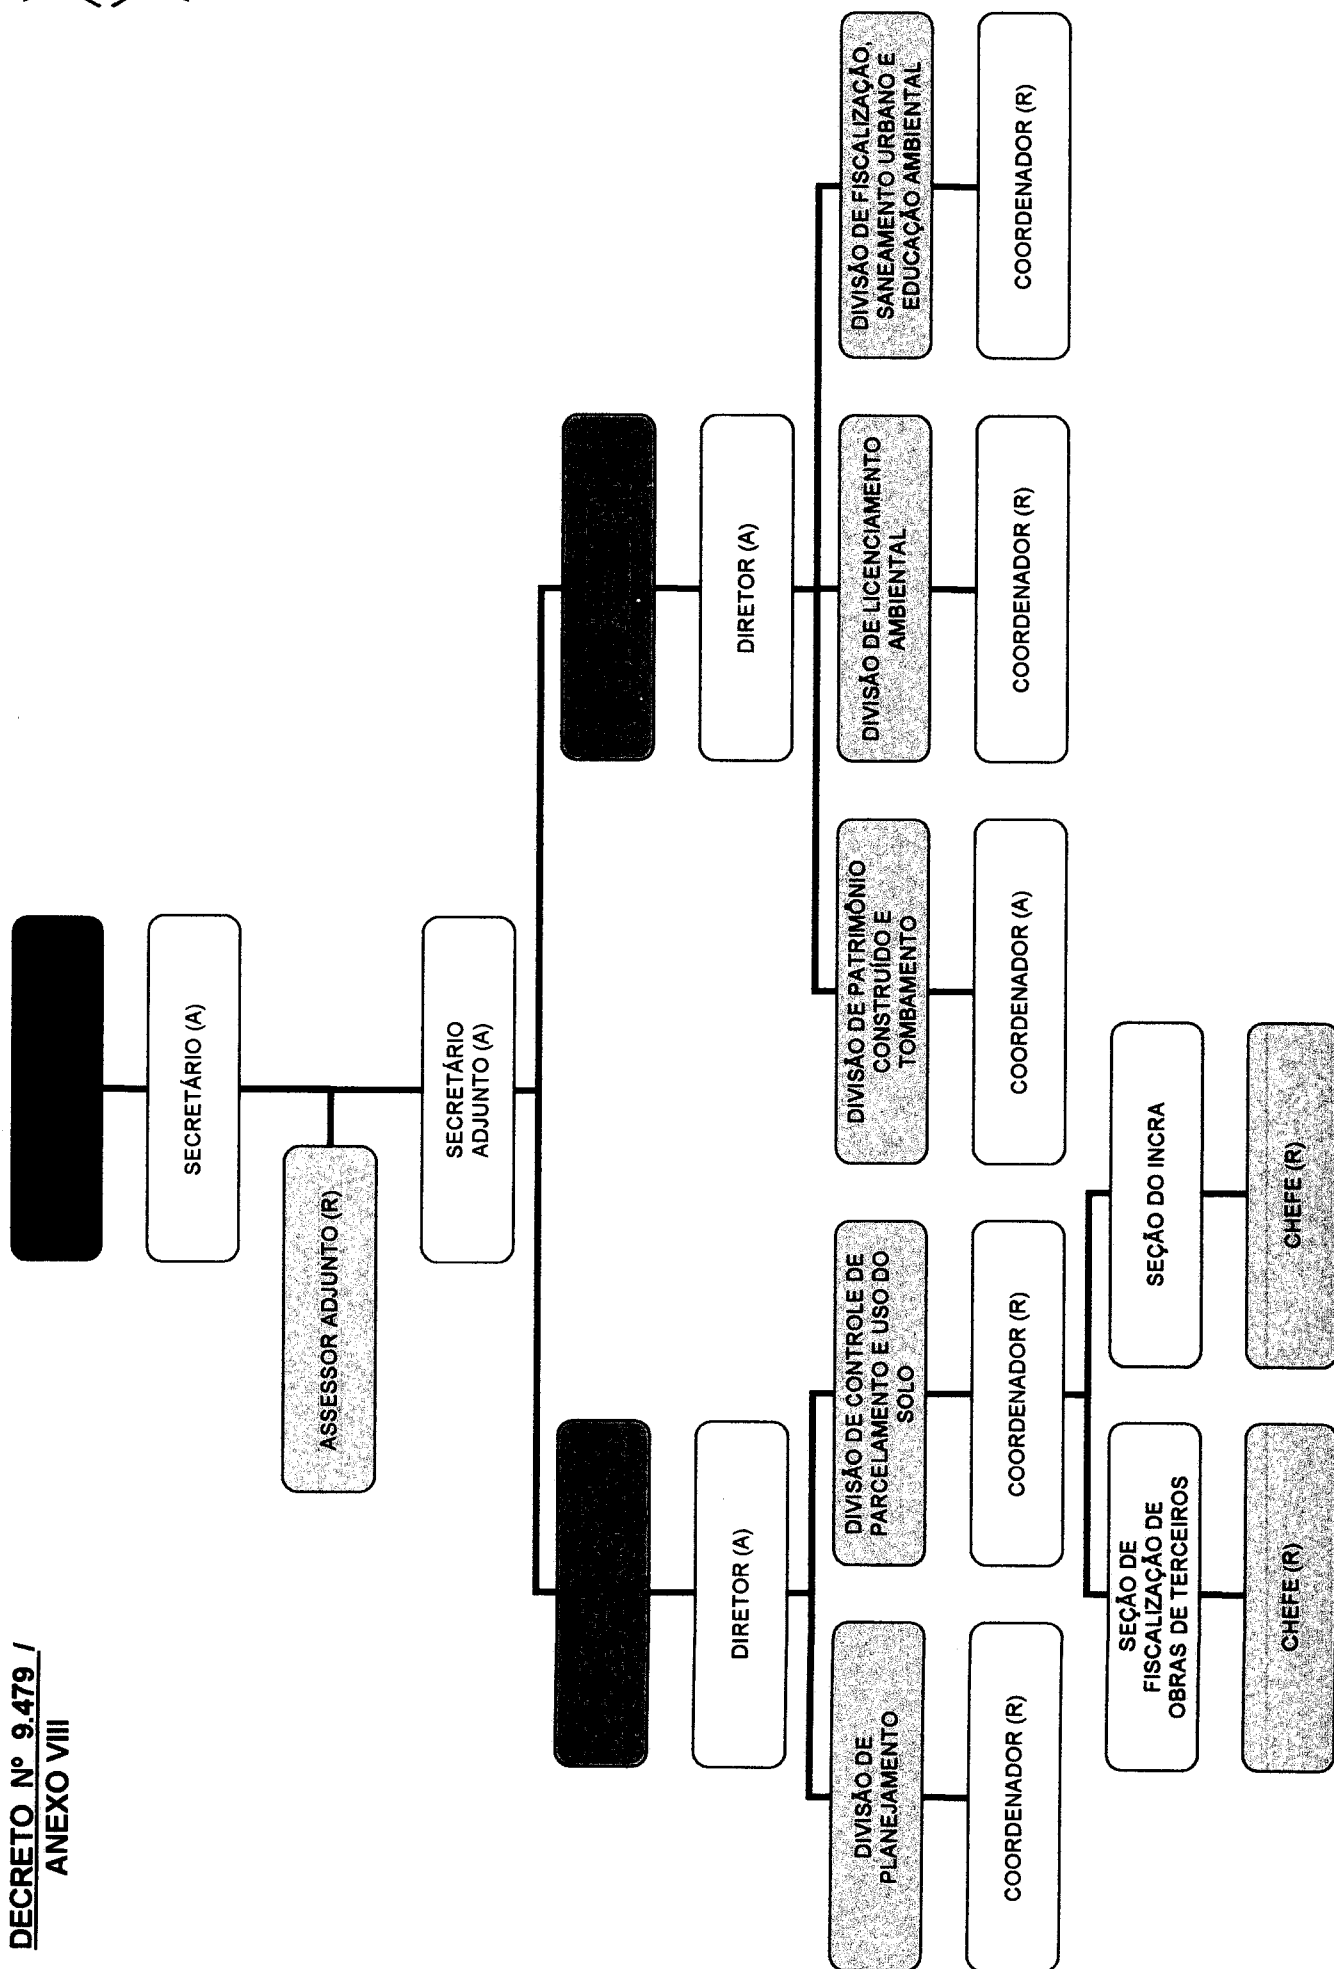 DECRETO Nº 9.479 /
ANEXO VIII
SECRETÁRIO (A)
ASSESSOR ADJUNTO (R)
SECRETÁRIO
ADJUNTO (A)
DIRETOR (A)
DIRETOR (A)
DIVISÃO DE
PLANEJAMENTO
DIVISÃO DE CONTROLE DE
PARCELAMENTO E USO DO
SOLO
DIVISÃO DE PATRIMÔNIO
CONSTRUÍDO E
TOMBAMENTO
DIVISÃO DE LICENCIAMENTO
AMBIENTAL
DIVISÃO DE FISCALIZAÇÃO,
SANEAMENTO URBANO E
EDUCAÇÃO AMBIENTAL
COORDENADOR (R)
COORDENADOR (R)
COORDENADOR (A)
COORDENADOR (R)
COORDENADOR (R)
SEÇÃO DE
FISCALIZAÇÃO DE
OBRAS DE TERCEIROS
SEÇÃO DO INCRA
CHEFE (R)
CHEFE (R)